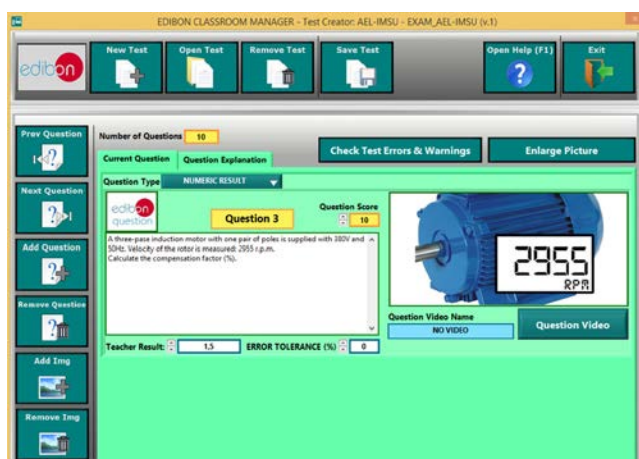 EDIBON CLASSROOM MANAGER - Test Creator: AEL-IMSU - EXAM_AEL-IMSU (v.1)
edibon
New Test
Open Test
Remove Test
Save Test
Open Help (F1)
Exit
Prev Question
Next Question
Add Question
Remove Question
Add Img
Remove Img
Number of Questions 10
Current Question
Question Explanation
Check Test Errors & Warnings
Enlarge Picture
Question Type NUMERIC RESULT
edibon
question
Question 3
Question Score
10
A three-pase induction motor with one pair of poles is supplied with 380V and
50Hz. Velocity of the rotor is measured: 2955 r.p.m.
Calculate the compensation factor (%).
2955
RPM
Question Video Name
NO VIDEO
Question Video
Teacher Result: 1,5 ERROR TOLERANCE (%) 0